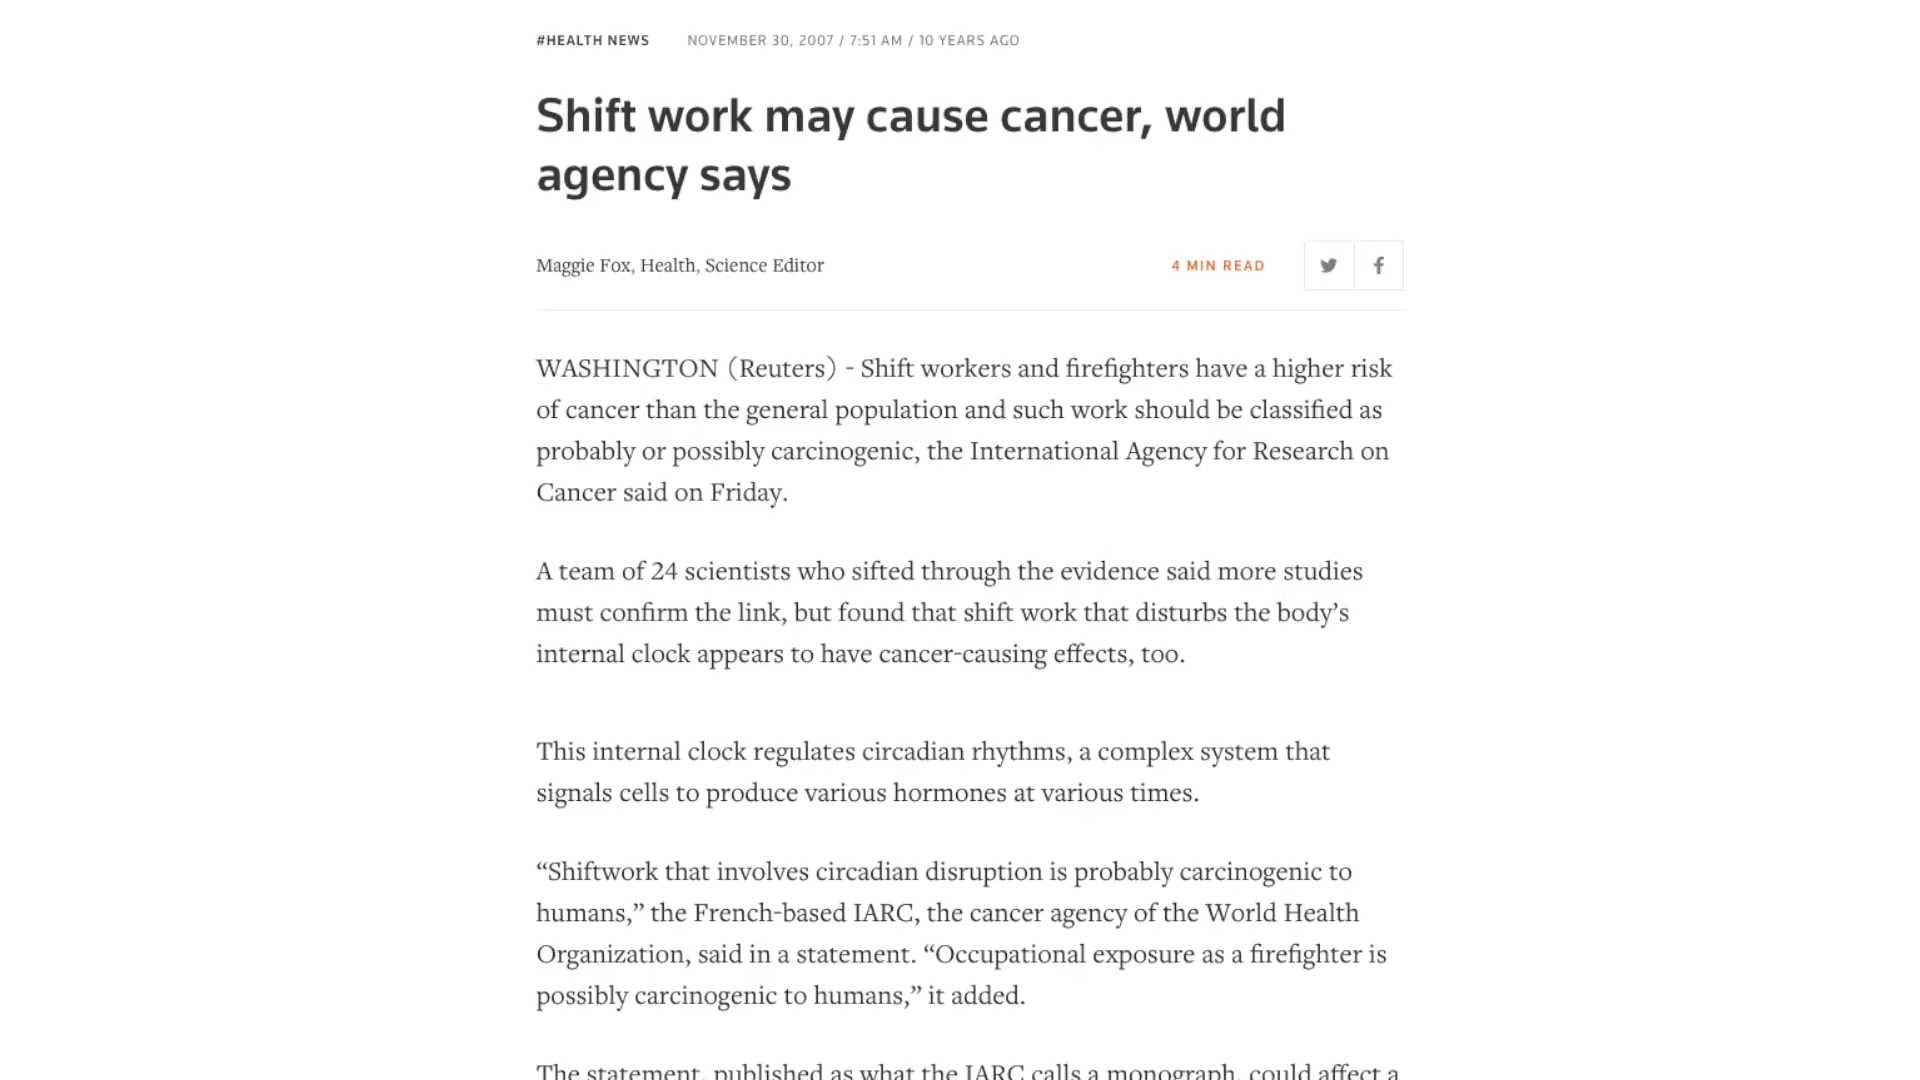 #HEALTH NEWS NOVEMBER 30, 2007 / 7:51 AM / 10 YEARS AGO
Shift work may cause cancer, world
agency says
Maggie Fox, Health, Science Editor 4 MIN READ
WASHINGTON (Reuters) - Shift workers and firefighters have a higher risk
of cancer than the general population and such work should be classified as
probably or possibly carcinogenic, the International Agency for Research on
Cancer said on Friday.
A team of 24 scientists who sifted through the evidence said more studies
must confirm the link, but found that shift work that disturbs the body’s
internal clock appears to have cancer-causing effects, too.
This internal clock regulates circadian rhythms, a complex system that
signals cells to produce various hormones at various times.
“Shiftwork that involves circadian disruption is probably carcinogenic to
humans,” the French-based IARC, the cancer agency of the World Health
Organization, said in a statement. “Occupational exposure as a firefighter is
possibly carcinogenic to humans,” it added.
The statement, published as what the IARC calls a monograph, could affect a